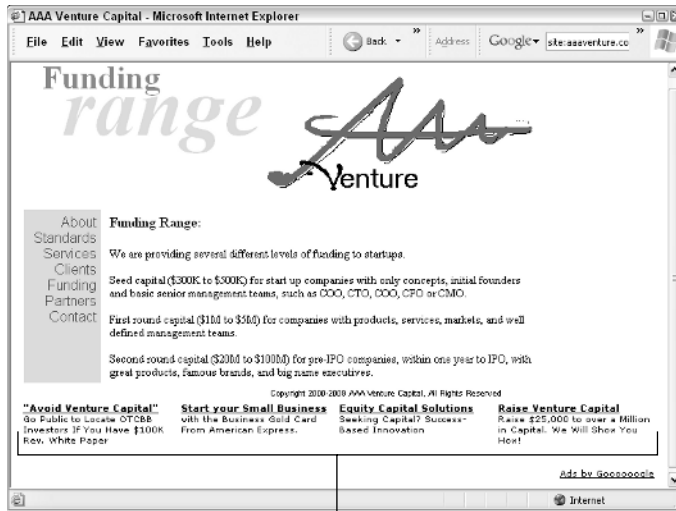 AAA Venture Capital - Microsoft Internet Explorer
File Edit View Favorites Tools Help Back Address Google site:aaaventure.co
Funding
range
AAA
Venture
About
Standards
Services
Clients
Funding
Partners
Contact
Funding Range:
We are providing several different levels of funding to startups.
Seed capital ($300K to $500K) for start up companies with only concepts, initial founders
and basic senior management teams, such as COO, CTO, COO, CFO or CMO.
First round capital ($1M to $5M) for companies with products, services, markets, and well
defined management teams.
Second round capital ($20M to $100M) for pre-IPO companies, within one year to IPO, with
great products, famous brands, and big name executives.
Copyright 2000-2000 AAA Venture Capital, All Rights Reserved
"Avoid Venture Capital"
Go Public to Locate OTCBB
Investors If You Have $100K
Rev. White Paper
Start your Small Business
with the Business Gold Card
From American Express.
Equity Capital Solutions
Seeking Capital? Success-
Based Innovation
Raise Venture Capital
Raise $25,000 to over a Million
in Capital. We Will Show You
How!
Ads by Goooooogle
Internet